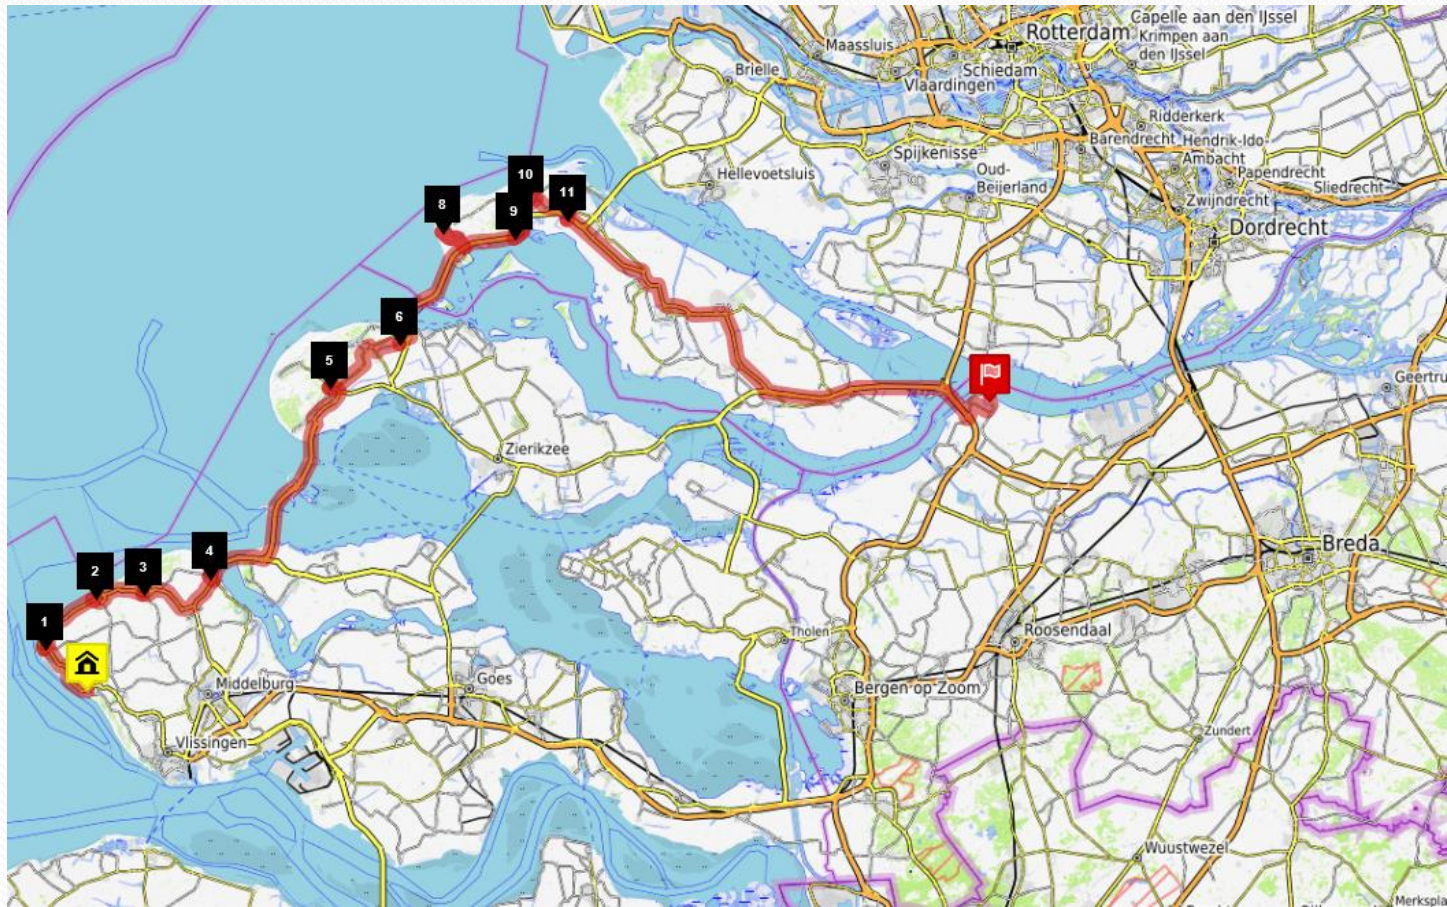 Capelle aan den IJssel
Rotterdam
Krimpen aan
den IJssel
Maassluis
Schiedam
Brielle
Vlaardingen
Ridderkerk
Barendrecht
Hendrik-Ido-
Ambacht
Spijkenisse
Papendrecht
10
Hellevoetsluis
Oud-
Beijerland
Sliedrecht
8
9
11
Zwijndrecht
Dordrecht
6
5
Geertru
Zierikzee
4
Breda
2
3
1
Tholen
Roosendaal
Middelburg
Goes
Bergen op Zoom
Vlissingen
Zundert
Wuustwezel
Merkspla